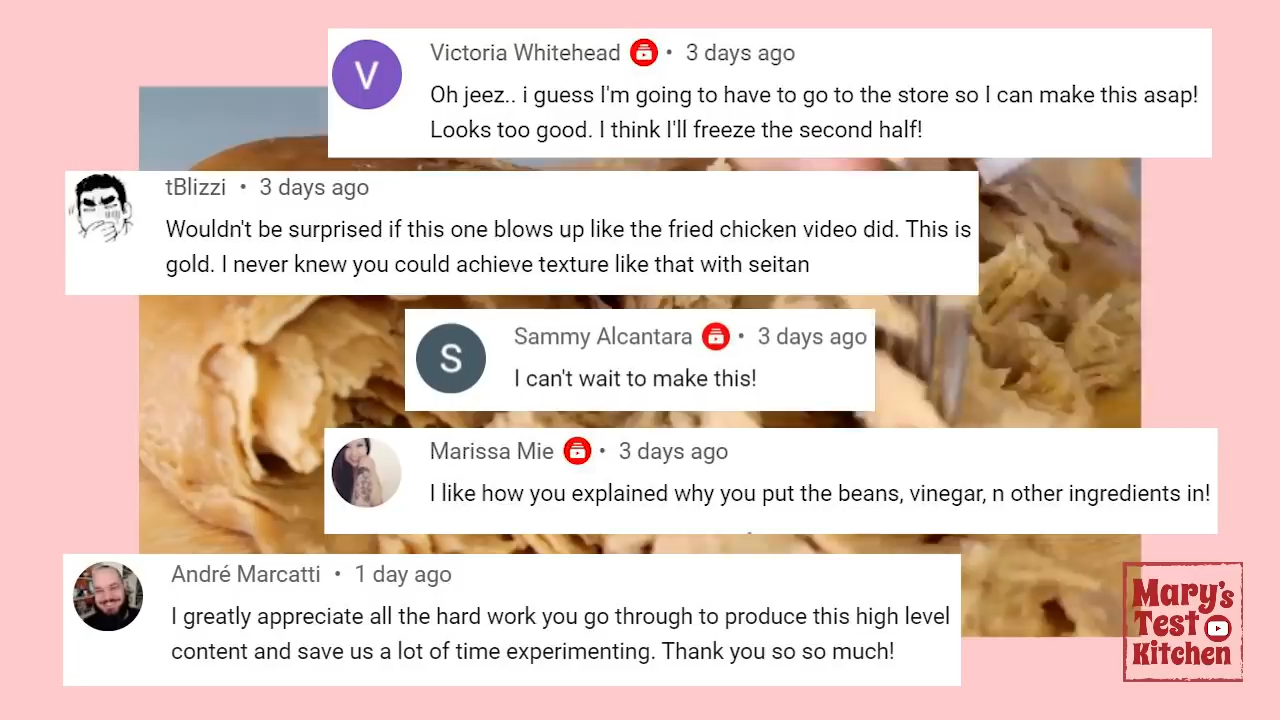 V
Victoria Whitehead • 3 days ago
Oh jeez.. i guess I'm going to have to go to the store so I can make this asap!
Looks too good. I think I'll freeze the second half!
tBlizzi • 3 days ago
Wouldn't be surprised if this one blows up like the fried chicken video did. This is
gold. I never knew you could achieve texture like that with seitan
S
Sammy Alcantara • 3 days ago
I can't wait to make this!
Marissa Mie • 3 days ago
I like how you explained why you put the beans, vinegar, n other ingredients in!
André Marcatti • 1 day ago
I greatly appreciate all the hard work you go through to produce this high level
content and save us a lot of time experimenting. Thank you so so much!
Mary's
Test
Kitchen